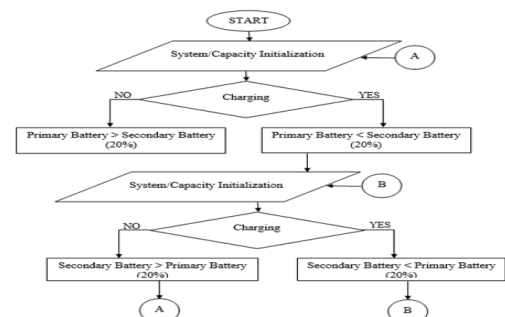 START
System/Capacity Initialization
A
Charging
NO
YES
Primary Battery > Secondary Battery
(20%)
Primary Battery < Secondary Battery
(20%)
System/Capacity Initialization
B
Charging
NO
YES
Secondary Battery > Primary Battery
(20%)
Secondary Battery < Primary Battery
(20%)
A
B